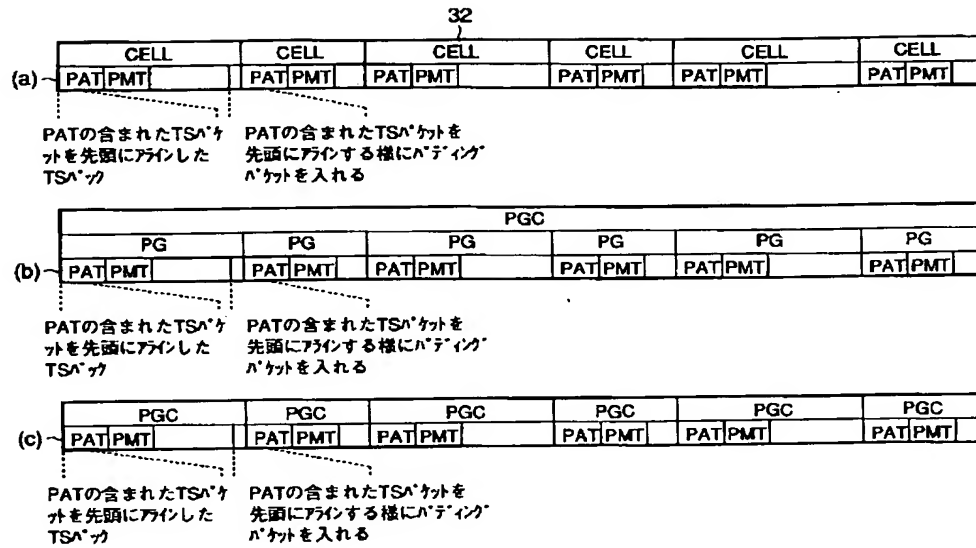 32
CELL CELL CELL CELL CELL CELL
(a) PAT PMT PAT PMT PAT PMT PAT PMT PAT PMT PAT PMT
PATの含まれたTSパケ
ットを先頭にアラインした
TSパック
PATの含まれたTSパケットを
先頭にアラインする様にパディング
パケットを入れる
PGC
PG PG PG PG PG PG
(b) PAT PMT PAT PMT PAT PMT PAT PMT PAT PMT PAT PMT
PATの含まれたTSパケ
ットを先頭にアラインした
TSパック
PATの含まれたTSパケットを
先頭にアラインする様にパディング
パケットを入れる
PGC PGC PGC PGC PGC PGC
(c) PAT PMT PAT PMT PAT PMT PAT PMT PAT PMT PAT PMT
PATの含まれたTSパケ
ットを先頭にアラインした
TSパック
PATの含まれたTSパケットを
先頭にアラインする様にパディング
パケットを入れる